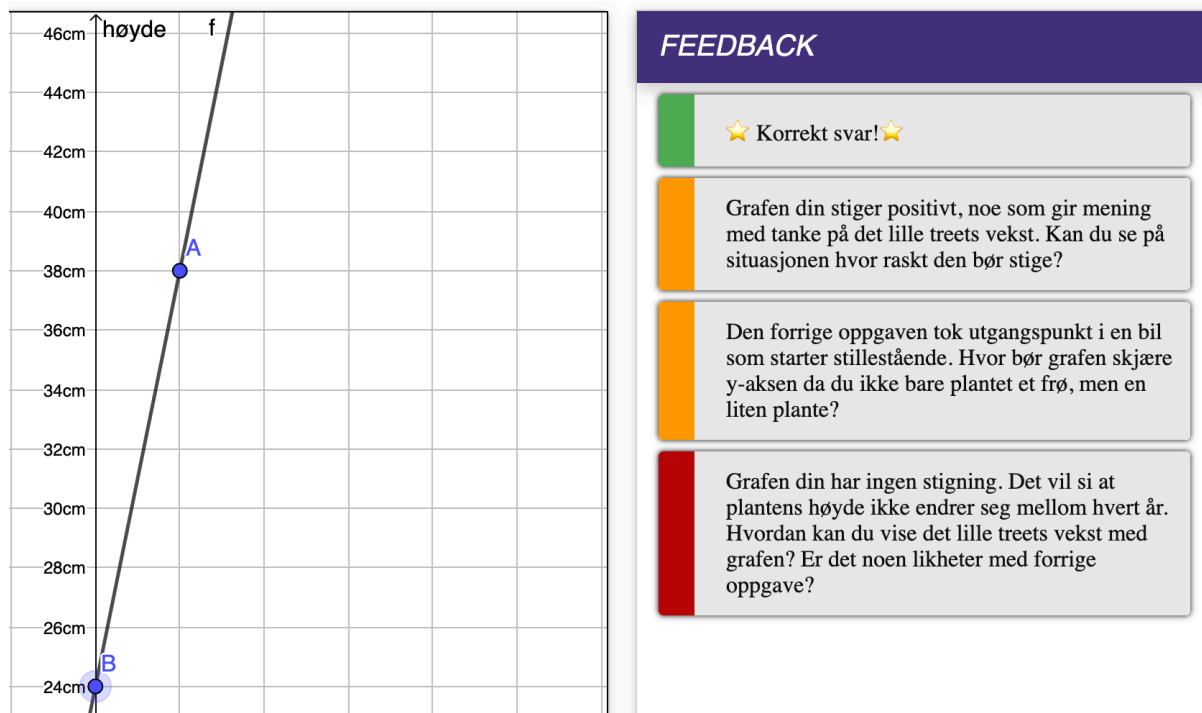 46cm
høyde
f
44cm
42cm
40cm
A
38cm
36cm
34cm
32cm
30cm
28cm
26cm
B
24cm
FEEDBACK
⭐ Korrekt svar!⭐
Grafen din stiger positivt, noe som gir mening
med tanke på det lille treets vekst. Kan du se på
situasjonen hvor raskt den bør stige?
Den forrige oppgaven tok utgangspunkt i en bil
som starter stillestående. Hvor bør grafen skjære
y-aksen da du ikke bare plantet et frø, men en
liten plante?
Grafen din har ingen stigning. Det vil si at
plantens høyde ikke endrer seg mellom hvert år.
Hvordan kan du vise det lille treets vekst med
grafen? Er det noen likheter med forrige
oppgave?